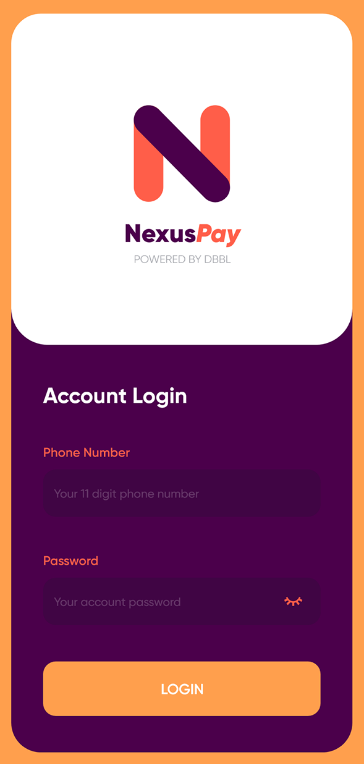 NexusPay
POWERED BY DBBL
Account Login
Phone Number
Your 11 digit phone number
Password
Your account password
LOGIN